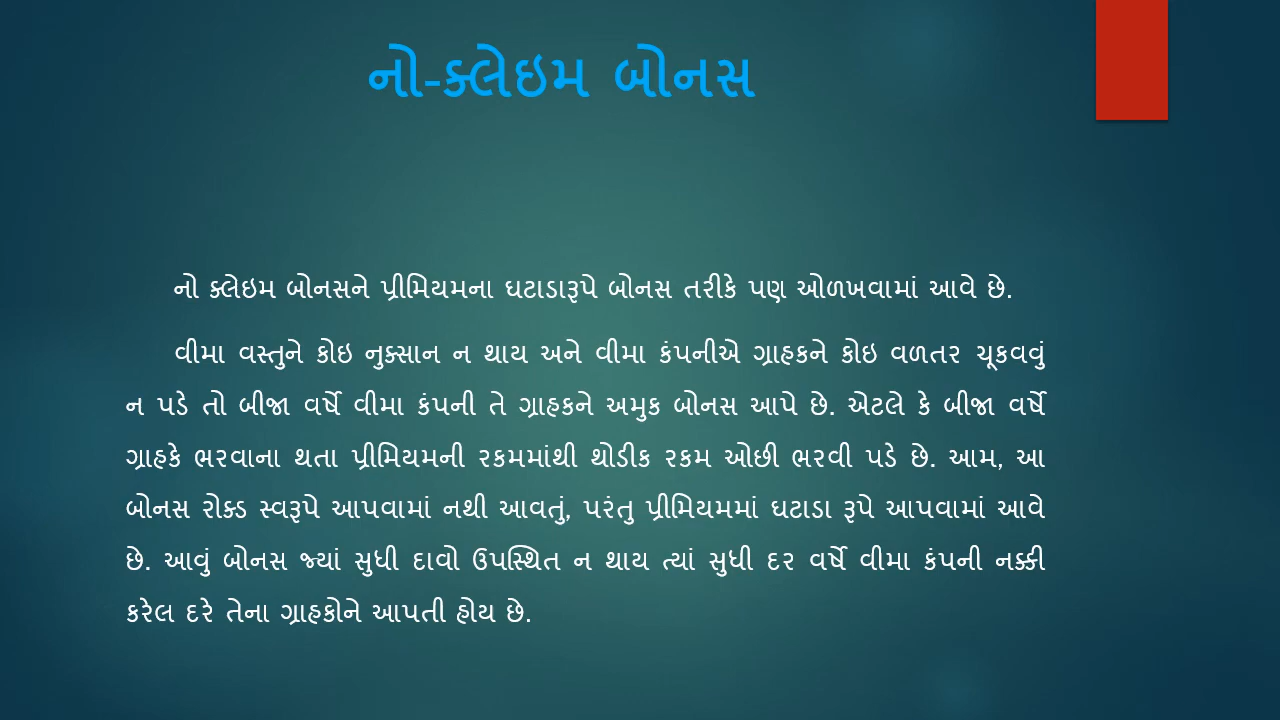 નો-ક્લેઇમ બોનસ
નો ક્લેઇમ બોનસને પ્રીમિયમના ઘટાડારૂપે બોનસ તરીકે પણ ઓળખવામાં આવે છે.
વીમા વસ્તુને કોઇ નુક્સાન ન થાય અને વીમા કંપનીએ ગ્રાહકને કોઇ વળતર ચૂકવવું
ન પડે તો બીજા વર્ષે વીમા કંપની તે ગ્રાહકને અમુક બોનસ આપે છે. એટલે કે બીજા વર્ષે
ગ્રાહકે ભરવાના થતા પ્રીમિયમની રકમમાંથી થોડીક રકમ ઓછી ભરવી પડે છે. આમ, આ
બોનસ રોક્ડ સ્વરૂપે આપવામાં નથી આવતું, પરંતુ પ્રીમિયમમાં ઘટાડા રૂપે આપવામાં આવે
છે. આવું બોનસ જ્યાં સુધી દાવો ઉપસ્થિત ન થાય ત્યાં સુધી દર વર્ષે વીમા કંપની નક્કી
કરેલ દરે તેના ગ્રાહકોને આપતી હોય છે.